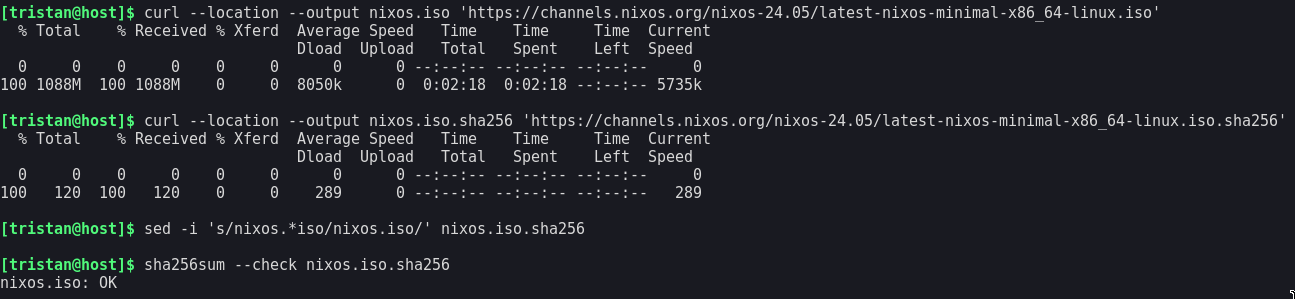 [tristan@host]$ curl --location --output nixos.iso 'https://channels.nixos.org/nixos-24.05/latest-nixos-minimal-x86_64-linux.iso'
  % Total    % Received % Xferd  Average Speed   Time    Time     Time  Current
                                 Dload  Upload   Total   Spent    Left  Speed
  0     0    0     0    0     0      0      0 --:--:-- --:--:-- --:--:--     0
100 1088M  100 1088M    0     0  8050k      0  0:02:18  0:02:18 --:--:-- 5735k
[tristan@host]$ curl --location --output nixos.iso.sha256 'https://channels.nixos.org/nixos-24.05/latest-nixos-minimal-x86_64-linux.iso.sha256'
  % Total    % Received % Xferd  Average Speed   Time    Time     Time  Current
                                 Dload  Upload   Total   Spent    Left  Speed
  0     0    0     0    0     0      0      0 --:--:-- --:--:-- --:--:--     0
100   120  100   120    0     0    289      0 --:--:-- --:--:-- --:--:--   289
[tristan@host]$ sed -i 's/nixos.*iso/nixos.iso/' nixos.iso.sha256
[tristan@host]$ sha256sum --check nixos.iso.sha256
nixos.iso: OK